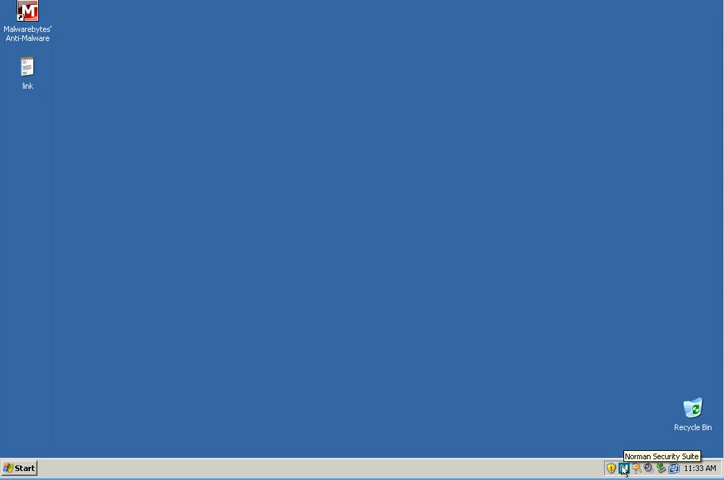 Malwarebytes'
Anti-Malware
link
Recycle Bin
Norman Security Suite
Start
11:33 AM